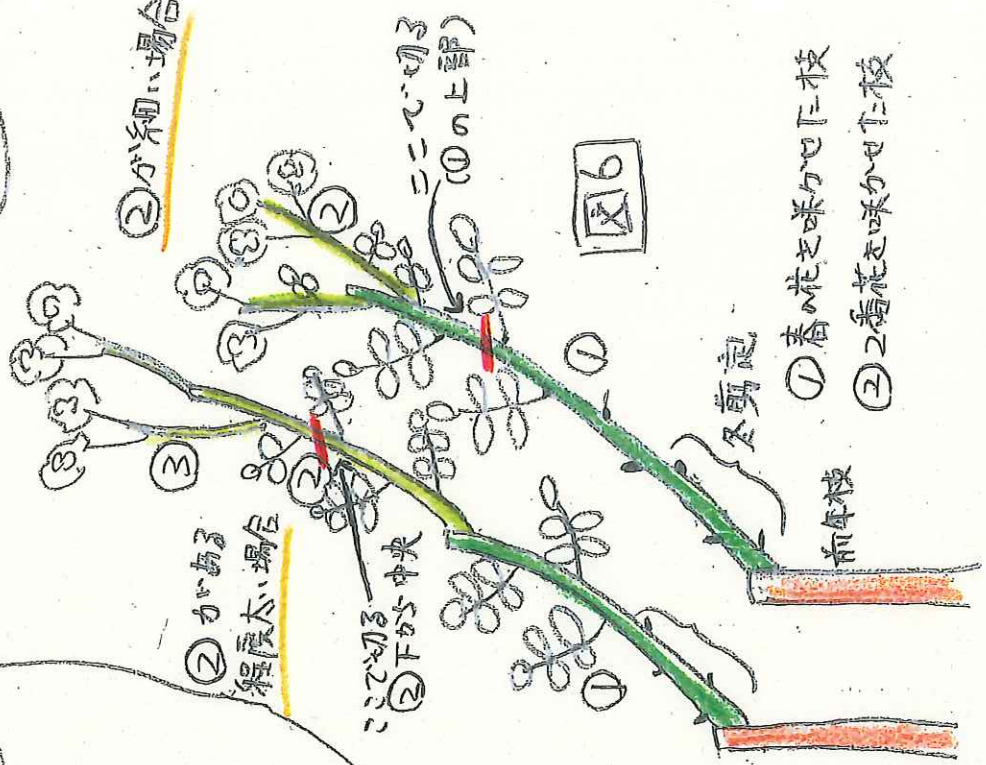 ②がある
程度太い場合
②が細い場合
③
②
②
ここで切る
②下から中央
ここで切る
(①の上部)
①
①
図6
冬剪定
前年枝
①春の花を咲かせた枝
②2番花を咲かせた枝